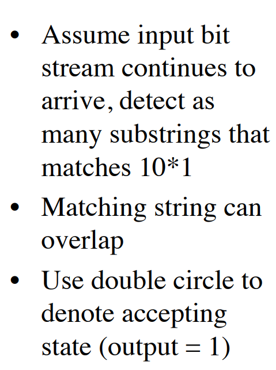 • Assume input bit
stream continues to
arrive, detect as
many substrings that
matches 10*1
• Matching string can
overlap
• Use double circle to
denote accepting
state (output = 1)